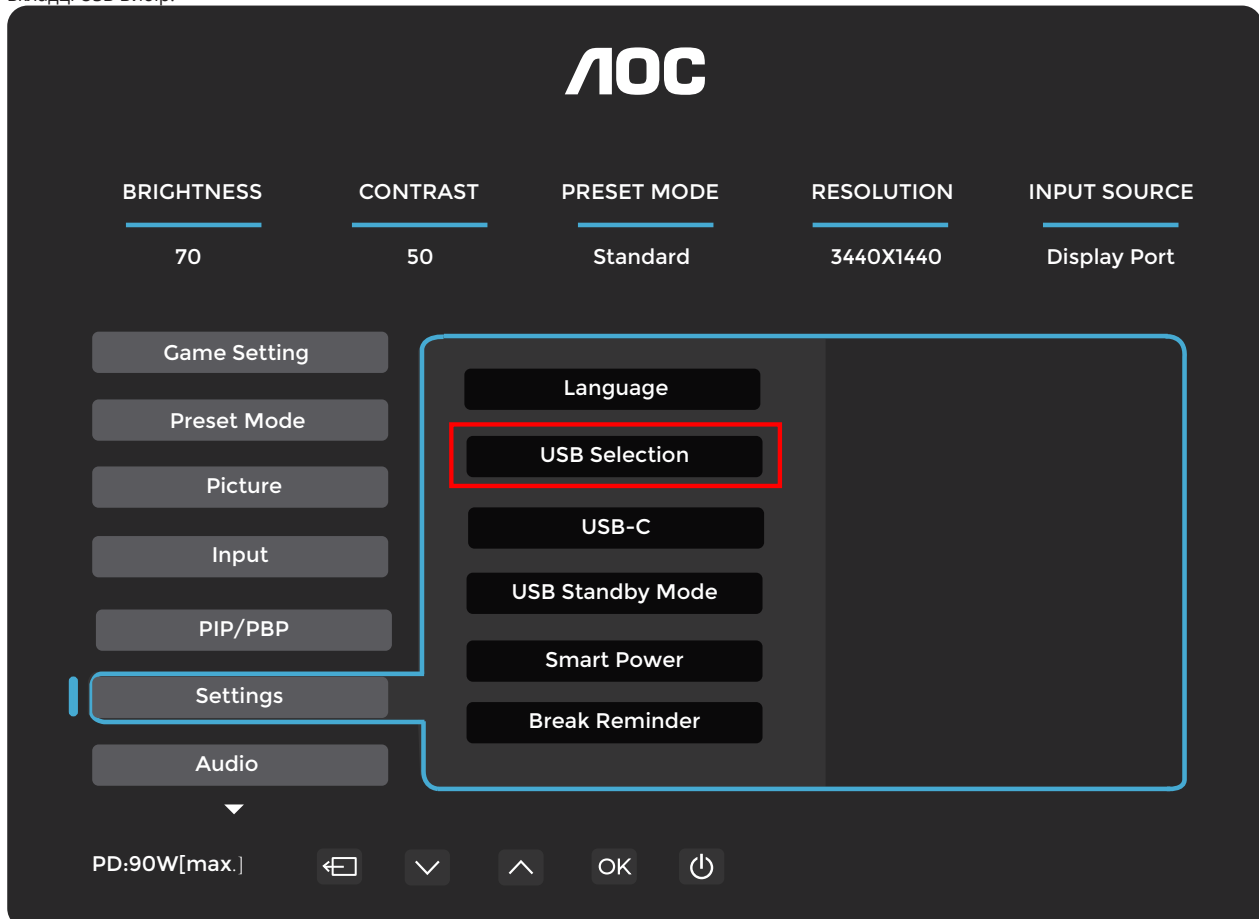 AOC
BRIGHTNESS CONTRAST PRESET MODE RESOLUTION INPUT SOURCE
70 50 Standard 3440X1440 Display Port
Game Setting
Preset Mode
Picture
Input
PIP/PBP
Settings
Audio
Language
USB Selection
USB-C
USB Standby Mode
Smart Power
Break Reminder
PD:90W[max.]
OK